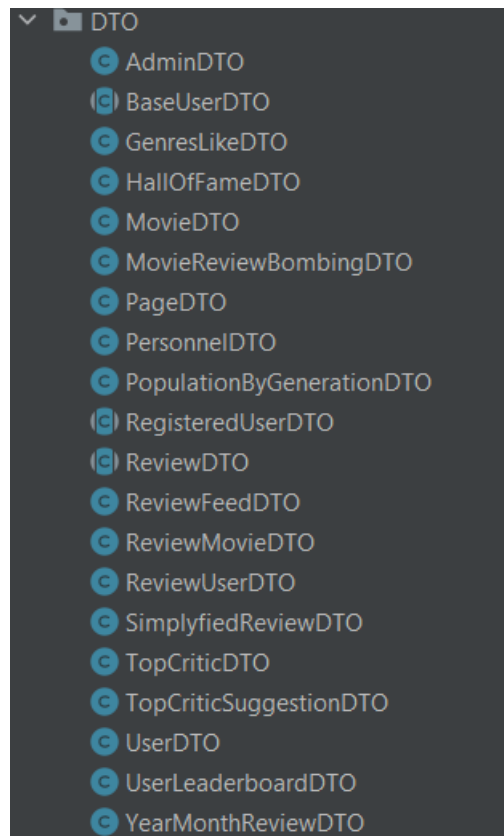 DTO
AdminDTO
BaseUserDTO
GenresLikeDTO
HallOfFameDTO
MovieDTO
MovieReviewBombingDTO
PageDTO
PersonnelDTO
PopulationByGenerationDTO
RegisteredUserDTO
ReviewDTO
ReviewFeedDTO
ReviewMovieDTO
ReviewUserDTO
SimplyfiedReviewDTO
TopCriticDTO
TopCriticSuggestionDTO
UserDTO
UserLeaderboardDTO
YearMonthReviewDTO